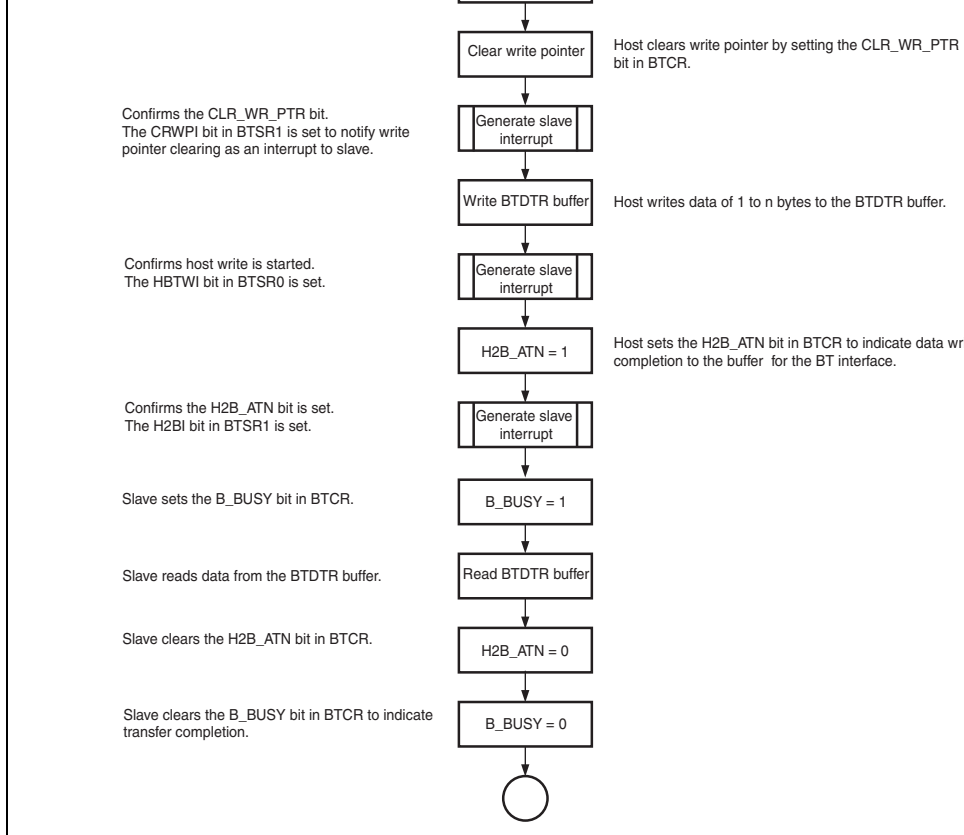 Clear write pointer
Host clears write pointer by setting the CLR_WR_PTR
bit in BTCR.
Confirms the CLR_WR_PTR bit.
The CRWPI bit in BTSR1 is set to notify write
pointer clearing as an interrupt to slave.
Generate slave
interrupt
Write BTDTR buffer
Host writes data of 1 to n bytes to the BTDTR buffer.
Confirms host write is started.
The HBTWI bit in BTSR0 is set.
Generate slave
interrupt
H2B_ATN = 1
Host sets the H2B_ATN bit in BTCR to indicate data wr
completion to the buffer for the BT interface.
Confirms the H2B_ATN bit is set.
The H2BI bit in BTSR1 is set.
Generate slave
interrupt
Slave sets the B_BUSY bit in BTCR.
B_BUSY = 1
Slave reads data from the BTDTR buffer.
Read BTDTR buffer
Slave clears the H2B_ATN bit in BTCR.
H2B_ATN = 0
Slave clears the B_BUSY bit in BTCR to indicate
transfer completion.
B_BUSY = 0